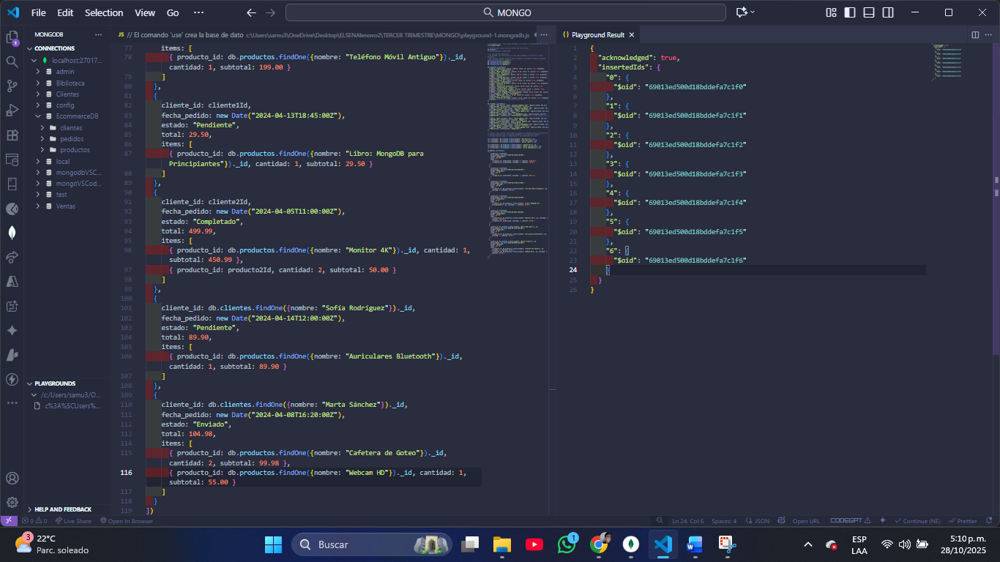 File Edit Selection View Go ··· MONGO
MONGODB ···
CONNECTIONS
localhost:27017...
admin
Biblioteca
Clientes
config
EcommerceDB
clientes
pedidos
productos
local
mongodbVSC...
mongoVSCod...
test
Ventas
PLAYGROUNDS
/c:/Users/samu3/O...
c%3A%5CUsers%...
HELP AND FEEDBACK
JS // El comando 'use' crea la base de dato c:\Users\samu3\OneDrive\Desktop\ELSENAlenovo2\TERCER TRIMESTRE\MONGO\playground-1.mongodb.js ● ···
77 items: [
78 { producto_id: db.productos.findOne({nombre: "Teléfono Móvil Antiguo"})._id,
cantidad: 1, subtotal: 199.00 }
79 ]
80 },
81 {
82 cliente_id: cliente1Id,
83 fecha_pedido: new Date("2024-04-13T18:45:00Z"),
84 estado: "Pendiente",
85 total: 29.50,
86 items: [
87 { producto_id: db.productos.findOne({nombre: "Libro: MongoDB para
Principiantes"})._id, cantidad: 1, subtotal: 29.50 }
88 ]
89 },
90 {
91 cliente_id: cliente2Id,
92 fecha_pedido: new Date("2024-04-05T11:00:00Z"),
93 estado: "Completado",
94 total: 499.99,
95 items: [
96 { producto_id: db.productos.findOne({nombre: "Monitor 4K"})._id, cantidad: 1,
subtotal: 450.99 },
97 { producto_id: producto2Id, cantidad: 2, subtotal: 50.00 }
98 ]
99 },
100 {
101 cliente_id: db.clientes.findOne({nombre: "Sofía Rodríguez"})._id,
102 fecha_pedido: new Date("2024-04-14T12:00:00Z"),
103 estado: "Pendiente",
104 total: 89.90,
105 items: [
106 { producto_id: db.productos.findOne({nombre: "Auriculares Bluetooth"})._id,
cantidad: 1, subtotal: 89.90 }
107 ]
108 },
109 {
110 cliente_id: db.clientes.findOne({nombre: "Marta Sánchez"})._id,
111 fecha_pedido: new Date("2024-04-08T16:20:00Z"),
112 estado: "Enviado",
113 total: 104.98,
114 items: [
115 { producto_id: db.productos.findOne({nombre: "Cafetera de Goteo"})._id,
cantidad: 2, subtotal: 99.98 },
116 { producto_id: db.productos.findOne({nombre: "Webcam HD"})._id, cantidad: 1,
subtotal: 55.00 }
117 ]
118 }
119 ])
{ } Playground Result ···
1 {
2 "acknowledged": true,
3 "insertedIds": {
4 "0": {
5 "$oid": "69013ed500d18bddefa7c1f0"
6 },
7 "1": {
8 "$oid": "69013ed500d18bddefa7c1f1"
9 },
10 "2": {
11 "$oid": "69013ed500d18bddefa7c1f2"
12 },
13 "3": {
14 "$oid": "69013ed500d18bddefa7c1f3"
15 },
16 "4": {
17 "$oid": "69013ed500d18bddefa7c1f4"
18 },
19 "5": {
20 "$oid": "69013ed500d18bddefa7c1f5"
21 },
22 "6": {
23 "$oid": "69013ed500d18bddefa7c1f6"
24 }
25 }
26 }
0 0 Live Share Open In Browser Ln 24, Col 6 Spaces: 4 { } JSON Open URL CODEGPT Continue (NE) Prettier
3 22°C
Parc. soleado
Buscar
1
ESP
LAA
5:10 p.m.
28/10/2025